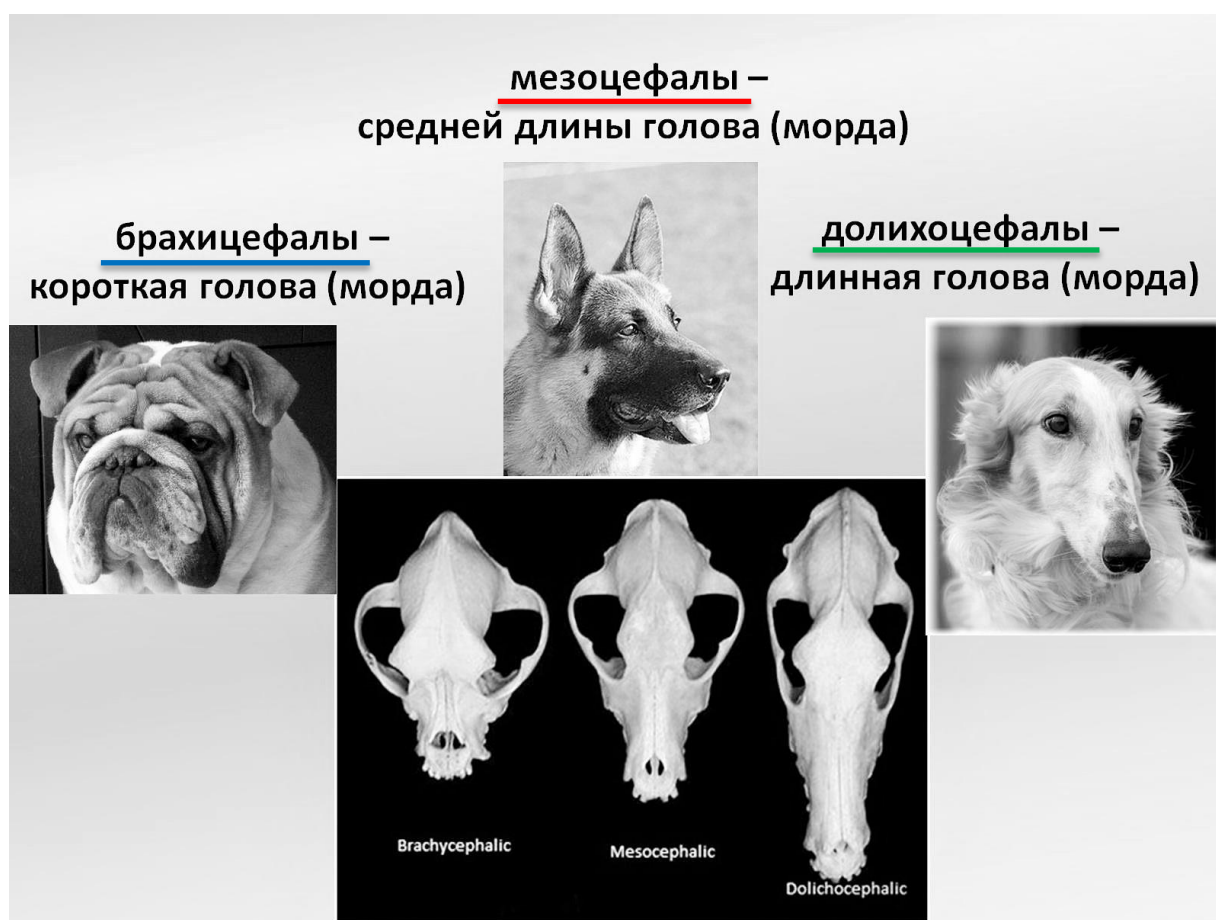 мезоцефалы –
средней длины голова (морда)
брахицефалы –
короткая голова (морда)
долихоцефалы –
длинная голова (морда)
Brachycephalic
Mesocephalic
Dolichocephalic